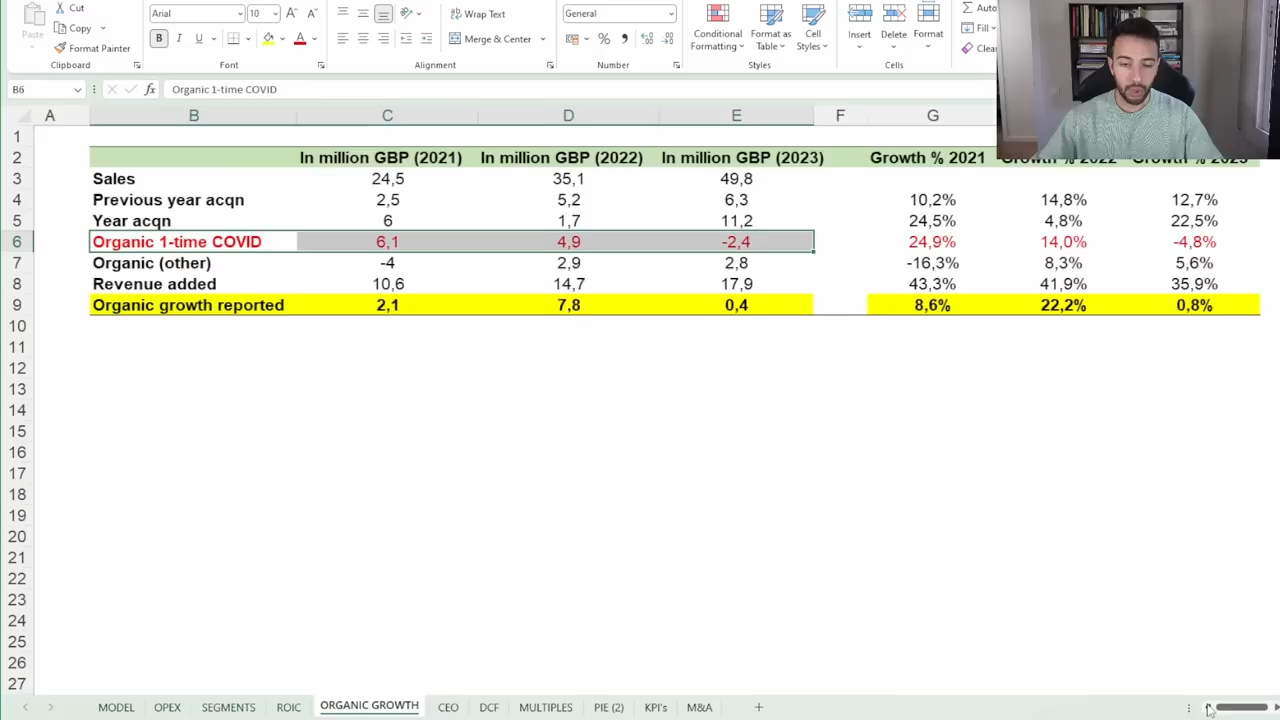 Cut
Arial 10 A A
Wrap Text
General
Auto
Paste
Copy
Conditional Formatting
Format as Table
Cell Styles
Insert
Delete
Format
Fill
Format Painter
B I U
Merge & Center
Clea
Clipboard
Font
Alignment
Number
Styles
Cells
B6 fx Organic 1-time COVID
A B C D E F G
1
2 In million GBP (2021) In million GBP (2022) In million GBP (2023) Growth % 2021 Growth % 2022 Growth % 2023
3 Sales 24,5 35,1 49,8
4 Previous year acqn 2,5 5,2 6,3 10,2% 14,8% 12,7%
5 Year acqn 6 1,7 11,2 24,5% 4,8% 22,5%
6 Organic 1-time COVID 6,1 4,9 -2,4 24,9% 14,0% -4,8%
7 Organic (other) -4 2,9 2,8 -16,3% 8,3% 5,6%
8 Revenue added 10,6 14,7 17,9 43,3% 41,9% 35,9%
9 Organic growth reported 2,1 7,8 0,4 8,6% 22,2% 0,8%
10
11
12
13
14
15
16
17
18
19
20
21
22
23
24
25
26
27
MODEL OPEX SEGMENTS ROIC ORGANIC GROWTH CEO DCF MULTIPLES PIE (2) KPI's M&A +